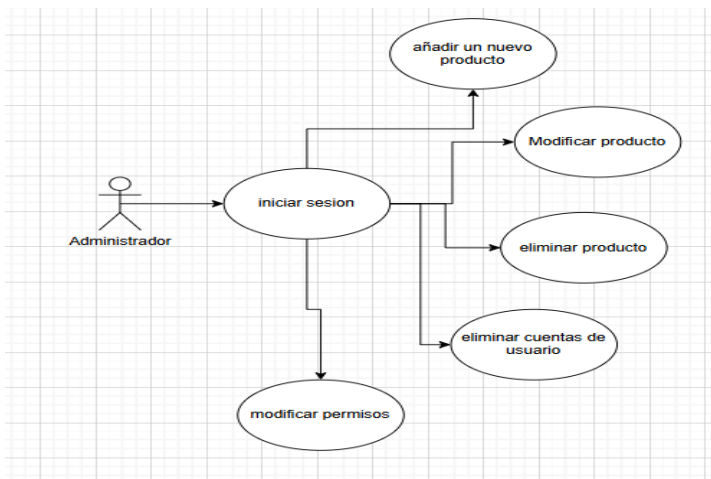 añadir un nuevo
producto
Modificar producto
iniciar sesion
Administrador
eliminar producto
eliminar cuentas de
usuario
modificar permisos